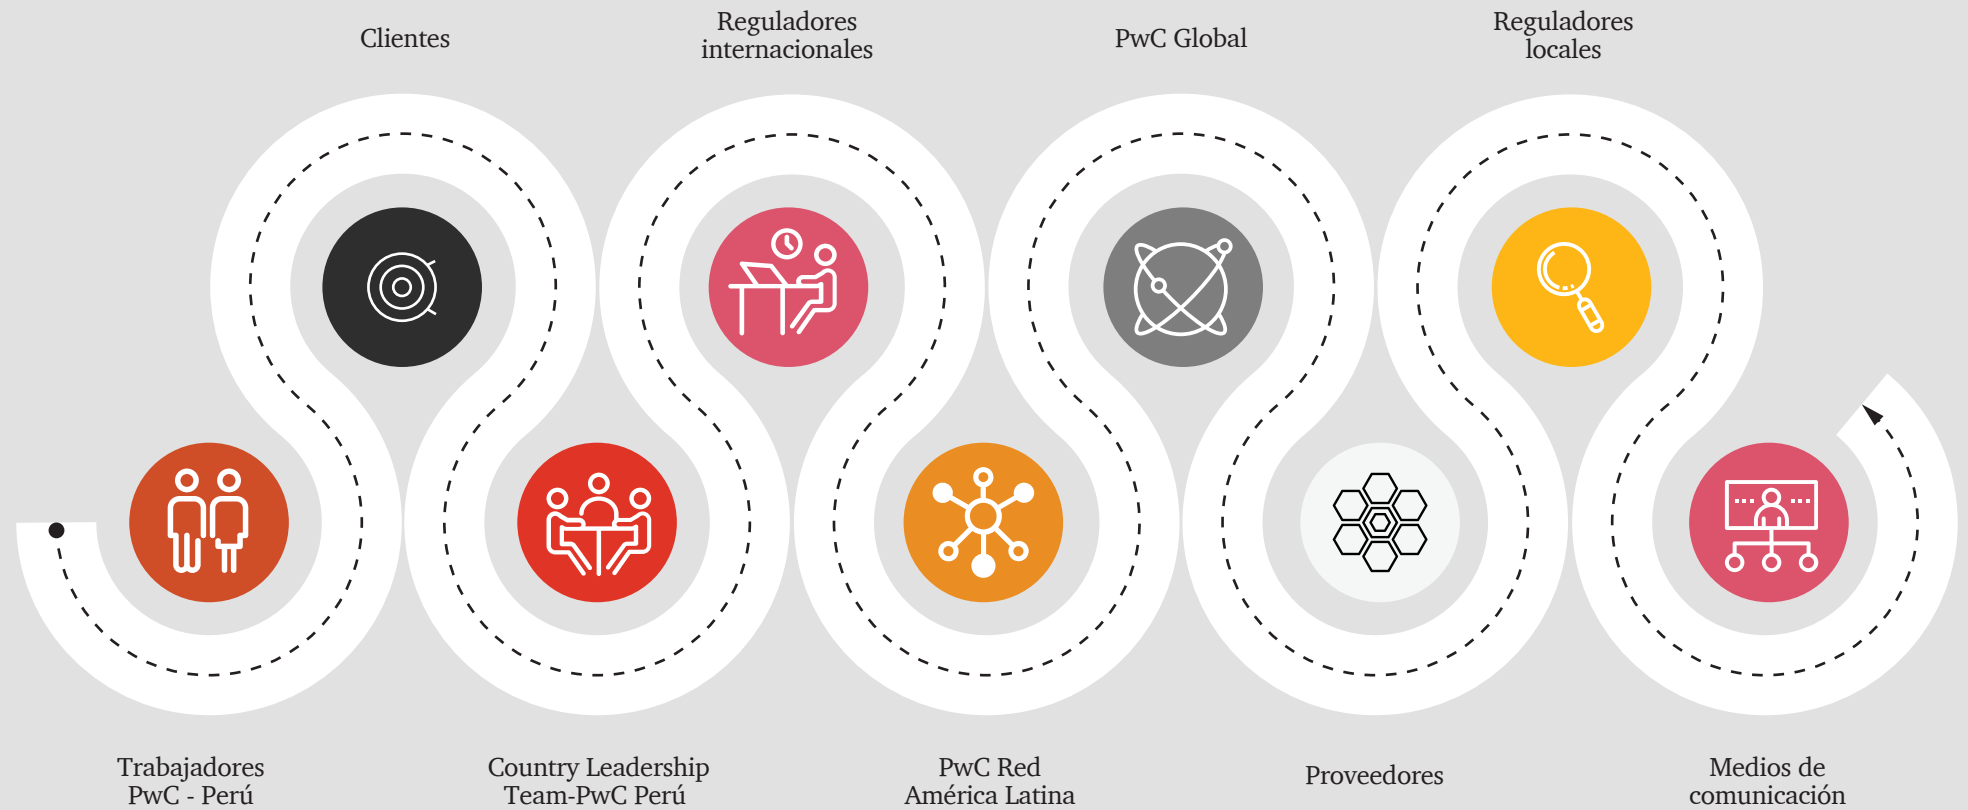 Clientes
Reguladores
internacionales
PwC Global
Reguladores
locales
Trabajadores
PwC - Perú
Country Leadership
Team-PwC Perú
PwC Red
América Latina
Proveedores
Medios de
comunicación